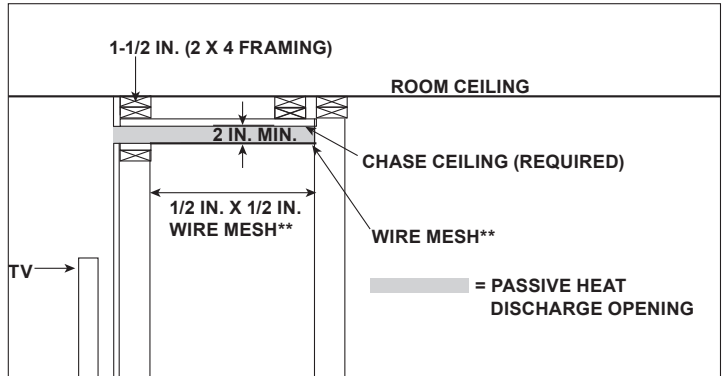 1-1/2 IN. (2 X 4 FRAMING)
ROOM CEILING
2 IN. MIN.
CHASE CEILING (REQUIRED)
1/2 IN. X 1/2 IN.
WIRE MESH**
WIRE MESH**
TV
= PASSIVE HEAT
DISCHARGE OPENING